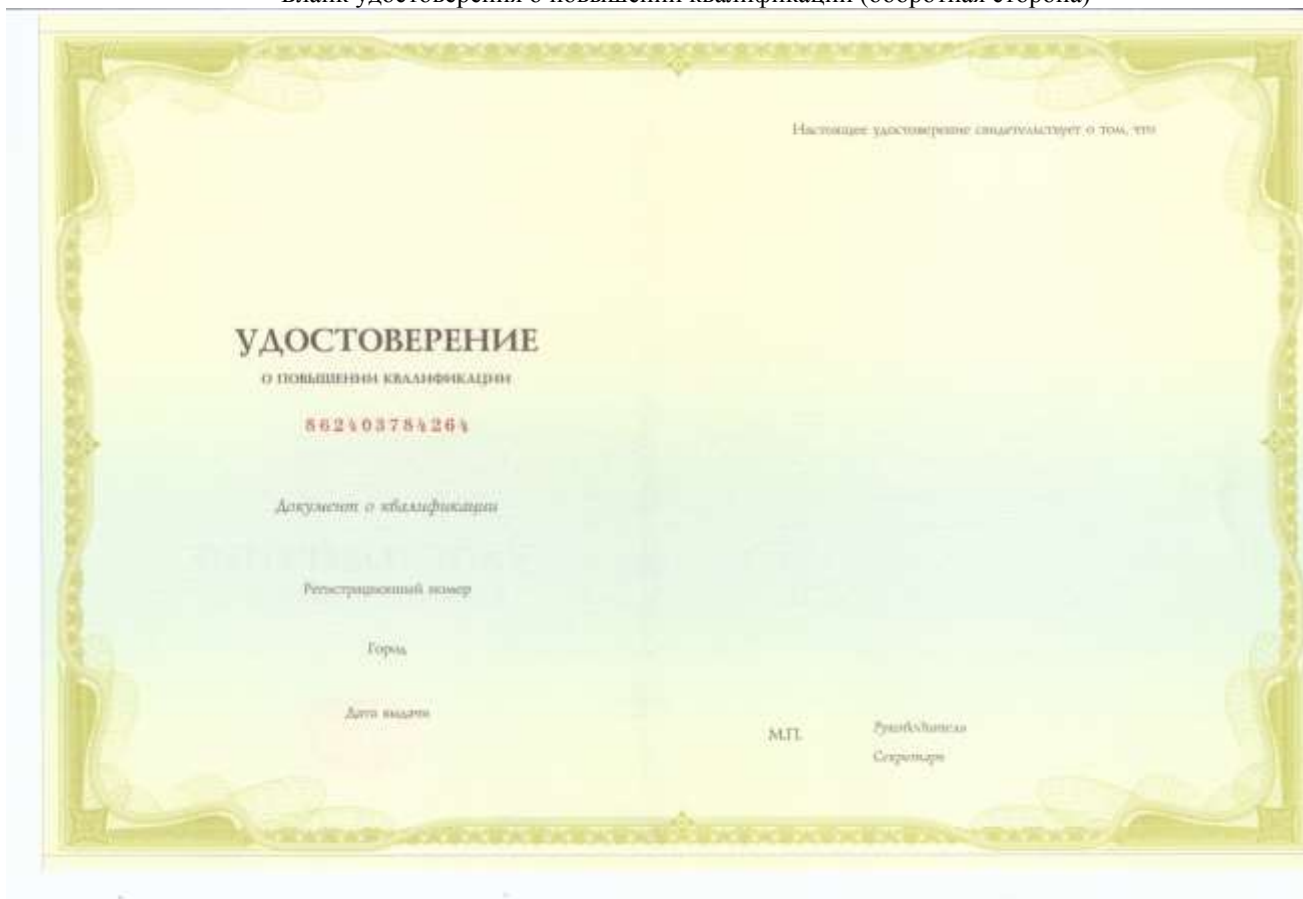 Бланк удостоверения о повышении квалификации (оборотная сторона)
Настоящее удостоверение свидетельствует о том, что
УДОСТОВЕРЕНИЕ
О ПОВЫШЕНИИ КВАЛИФИКАЦИИ
862403784264
Документ о квалификации
Регистрационный номер
Город
Дата выдачи
М.П.
Руководитель
Секретарь